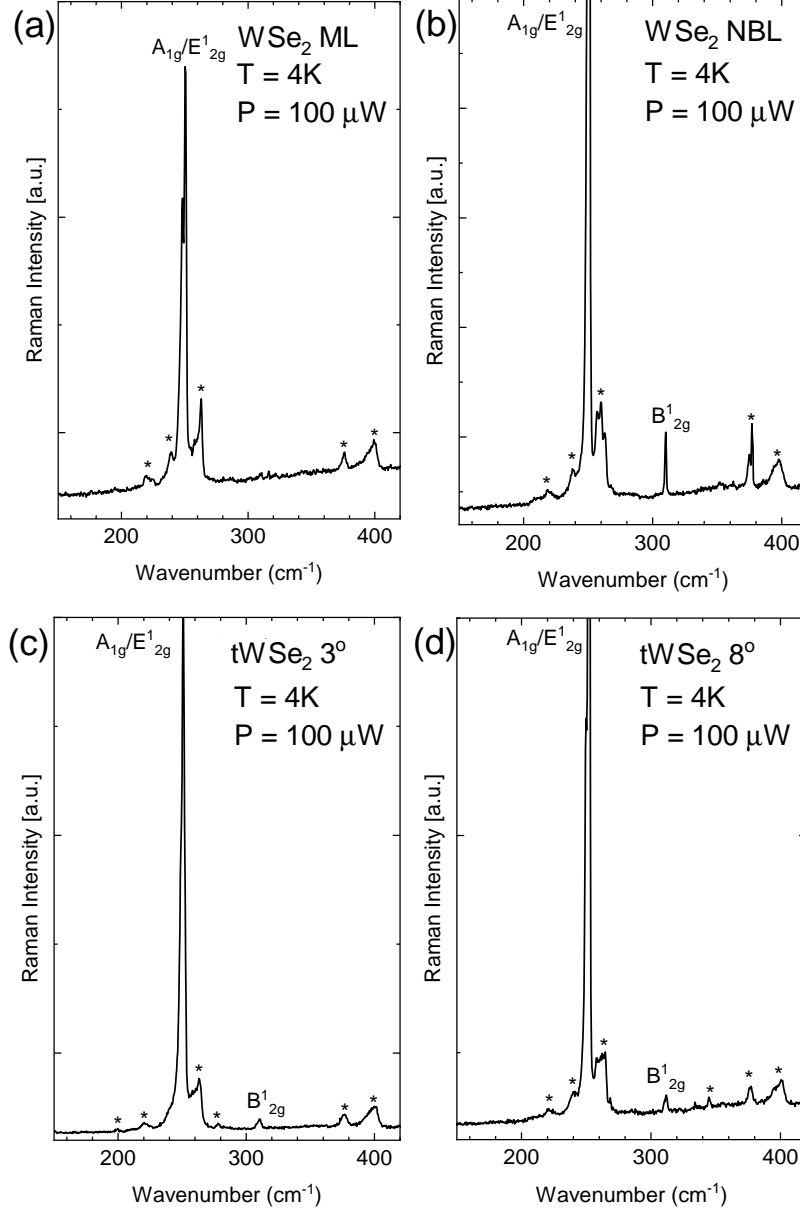 (a)
A1g/E¹2g
WSe₂ ML
T = 4K
P = 100 μW
*
*
*
*
*
Raman Intensity [a.u.]
200
300
400
Wavenumber (cm⁻¹)
(b)
A1g/E¹2g
WSe₂ NBL
T = 4K
P = 100 μW
*
*
*
B¹2g
*
*
Raman Intensity [a.u.]
200
300
400
Wavenumber (cm⁻¹)
(c)
A1g/E¹2g
tWSe₂ 3°
T = 4K
P = 100 μW
*
*
*
*
B¹2g
*
*
Raman Intensity [a.u.]
200
300
400
Wavenumber (cm⁻¹)
(d)
A1g/E¹2g
tWSe₂ 8°
T = 4K
P = 100 μW
*
*
*
B¹2g
*
*
*
Raman Intensity [a.u.]
200
300
400
Wavenumber (cm⁻¹)